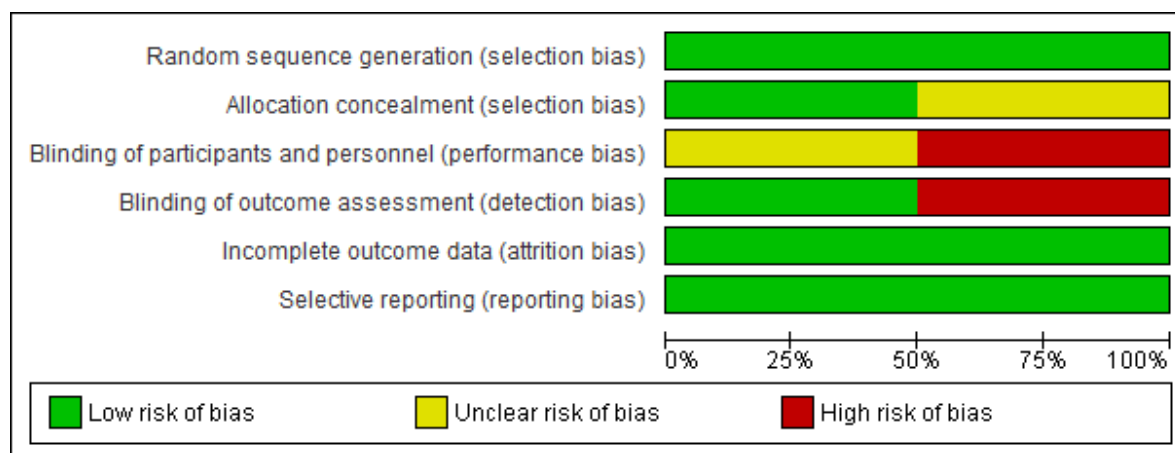 Random sequence generation (selection bias)
Allocation concealment (selection bias)
Blinding of participants and personnel (performance bias)
Blinding of outcome assessment (detection bias)
Incomplete outcome data (attrition bias)
Selective reporting (reporting bias)
0% 25% 50% 75% 100%
Low risk of bias Unclear risk of bias High risk of bias